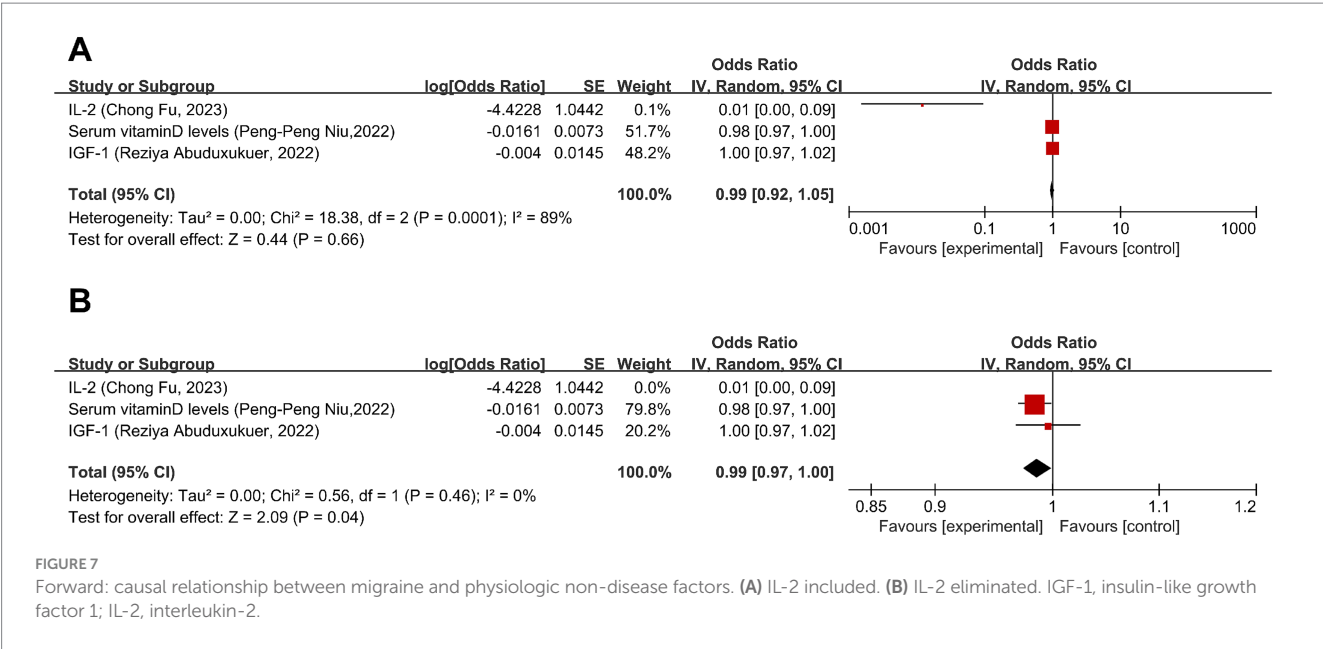 A
Odds Ratio Odds Ratio
Study or Subgroup log[Odds Ratio] SE Weight IV, Random, 95% CI IV, Random, 95% CI
IL-2 (Chong Fu, 2023) -4.4228 1.0442 0.1% 0.01 [0.00, 0.09]
Serum vitaminD levels (Peng-Peng Niu,2022) -0.0161 0.0073 51.7% 0.98 [0.97, 1.00]
IGF-1 (Reziya Abuduxukuer, 2022) -0.004 0.0145 48.2% 1.00 [0.97, 1.02]
Total (95% CI) 100.0% 0.99 [0.92, 1.05]
Heterogeneity: Tau² = 0.00; Chi² = 18.38, df = 2 (P = 0.0001); I² = 89%
Test for overall effect: Z = 0.44 (P = 0.66)
0.001 0.1 1 10 1000
Favours [experimental] Favours [control]
B
Odds Ratio Odds Ratio
Study or Subgroup log[Odds Ratio] SE Weight IV, Random, 95% CI IV, Random, 95% CI
IL-2 (Chong Fu, 2023) -4.4228 1.0442 0.0% 0.01 [0.00, 0.09]
Serum vitaminD levels (Peng-Peng Niu,2022) -0.0161 0.0073 79.8% 0.98 [0.97, 1.00]
IGF-1 (Reziya Abuduxukuer, 2022) -0.004 0.0145 20.2% 1.00 [0.97, 1.02]
Total (95% CI) 100.0% 0.99 [0.97, 1.00]
Heterogeneity: Tau² = 0.00; Chi² = 0.56, df = 1 (P = 0.46); I² = 0%
Test for overall effect: Z = 2.09 (P = 0.04)
0.85 0.9 1 1.1 1.2
Favours [experimental] Favours [control]
FIGURE 7
Forward: causal relationship between migraine and physiologic non-disease factors. (A) IL-2 included. (B) IL-2 eliminated. IGF-1, insulin-like growth
factor 1; IL-2, interleukin-2.